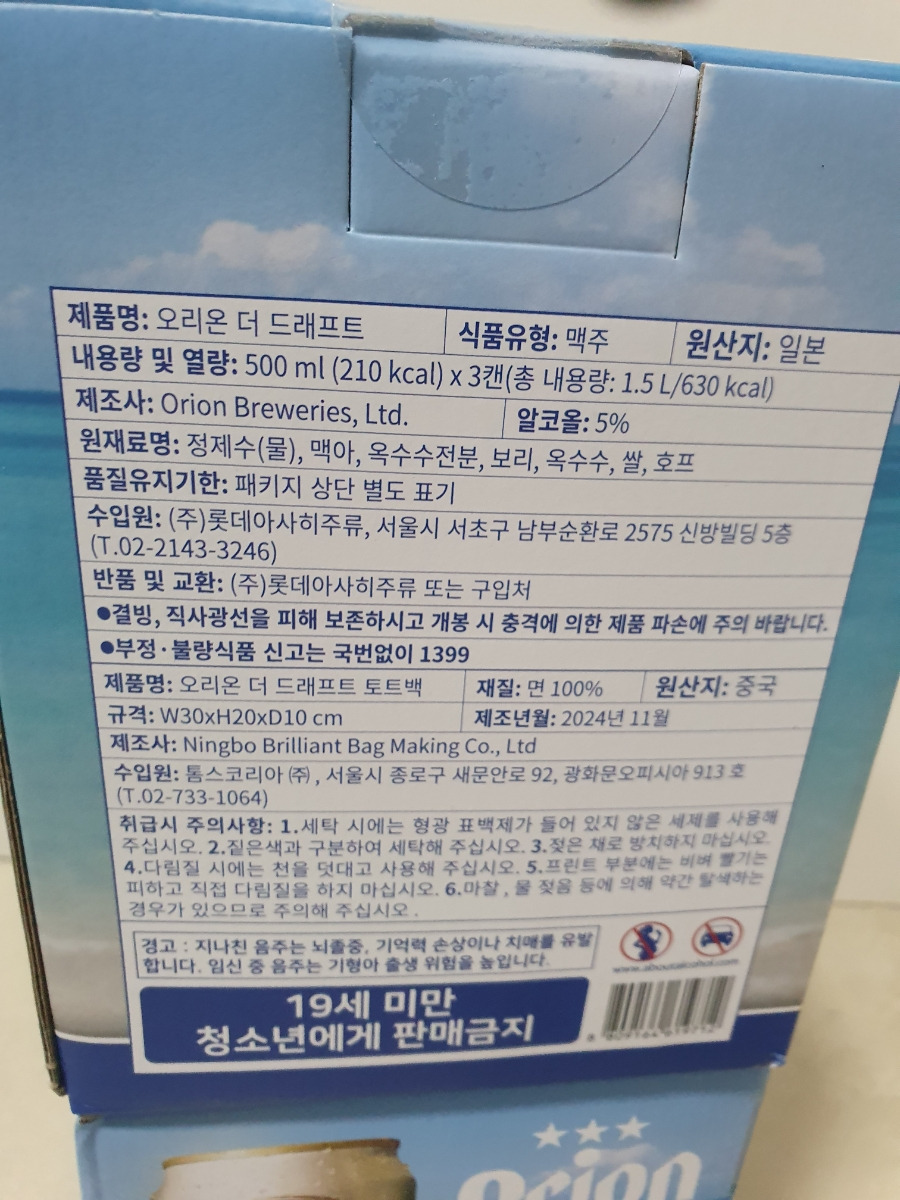 제품명: 오리온 더 드래프트 식품유형: 맥주 원산지: 일본
내용량 및 열량: 500 ml (210 kcal) x 3캔(총 내용량: 1.5 L/630 kcal)
제조사: Orion Breweries, Ltd. 알코올: 5%
원재료명: 정제수(물), 맥아, 옥수수전분, 보리, 옥수수, 쌀, 호프
품질유지기한: 패키지 상단 별도 표기
수입원: (주)롯데아사히주류, 서울시 서초구 남부순환로 2575 신방빌딩 5층
(T.02-2143-3246)
반품 및 교환: (주)롯데아사히주류 또는 구입처
●결빙, 직사광선을 피해 보존하시고 개봉 시 충격에 의한 제품 파손에 주의 바랍니다.
●부정·불량식품 신고는 국번없이 1399
제품명: 오리온 더 드래프트 토트백 재질: 면 100% 원산지: 중국
규격: W30xH20xD10 cm 제조년월: 2024년 11월
제조사: Ningbo Brilliant Bag Making Co., Ltd
수입원: 톰스코리아㈜, 서울시 종로구 새문안로 92, 광화문오피시아 913 호
(T.02-733-1064)
취급시 주의사항: 1.세탁 시에는 형광 표백제가 들어 있지 않은 세제를 사용해
주십시오. 2.짙은색과 구분하여 세탁해 주십시오. 3.젖은 채로 방치하지 마십시오.
4.다림질 시에는 천을 덧대고 사용해 주십시오. 5.프린트 부분에는 비벼 빨기는
피하고 직접 다림질을 하지 마십시오. 6.마찰, 물 젖음 등에 의해 약간 탈색하는
경우가 있으므로 주의해 주십시오.
경고 : 지나친 음주는 뇌졸중, 기억력 손상이나 치매를 유발
합니다. 임신 중 음주는 기형아 출생 위험을 높입니다.
www.aboutalcohol.com
19세 미만
청소년에게 판매금지
Orion